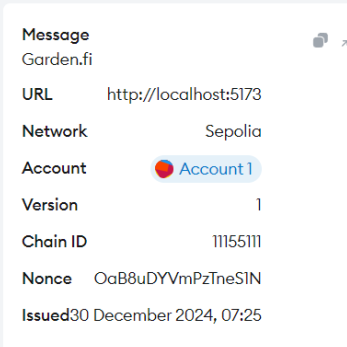 Message
Garden.fi
URL http://localhost:5173
Network Sepolia
Account Account 1
Version 1
Chain ID 11155111
Nonce OaB8uDYVmPzTneS1N
Issued30 December 2024, 07:25